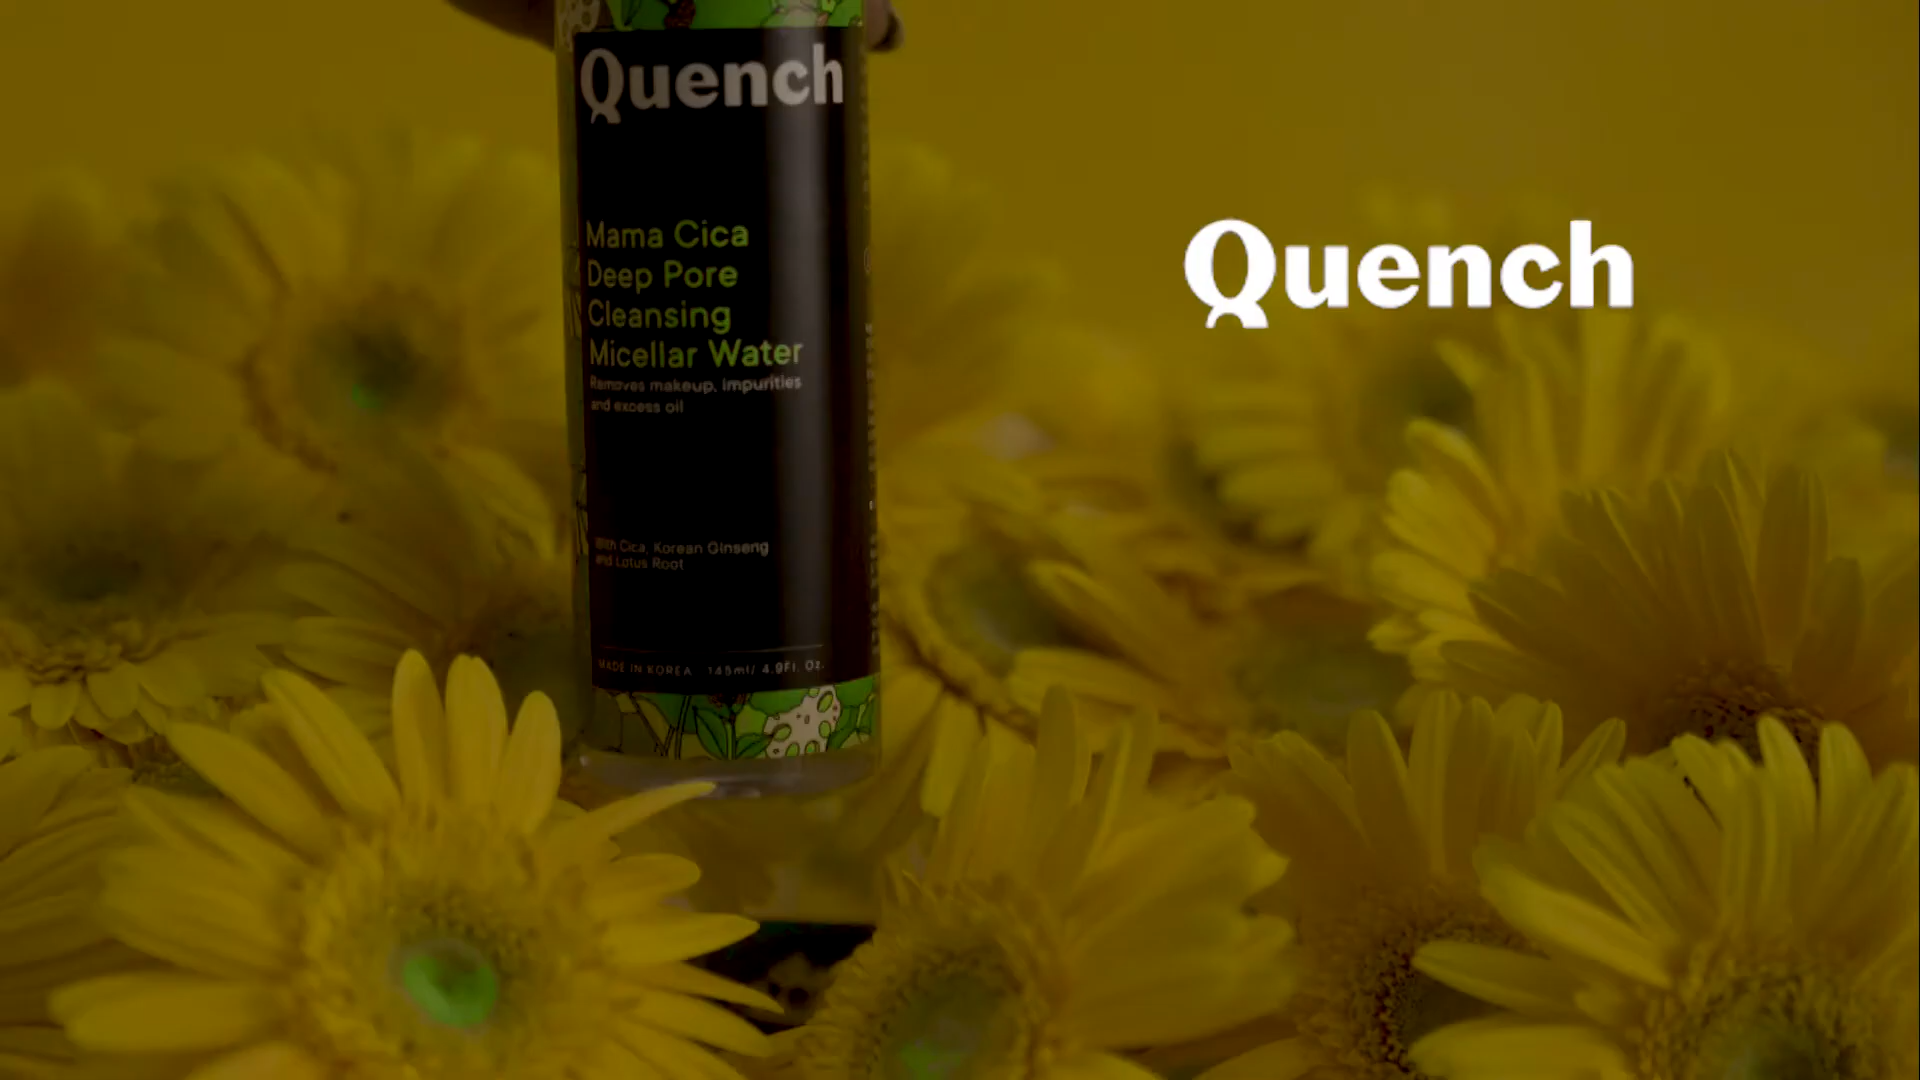 Quench
Mama Cica
Deep Pore
Cleansing
Micellar Water
Removes makeup, impurities
and excess oil
With Cica, Korean Ginseng
and Lotus Root
MADE IN KOREA 145ml/ 4.9Fl. Oz.
Quench